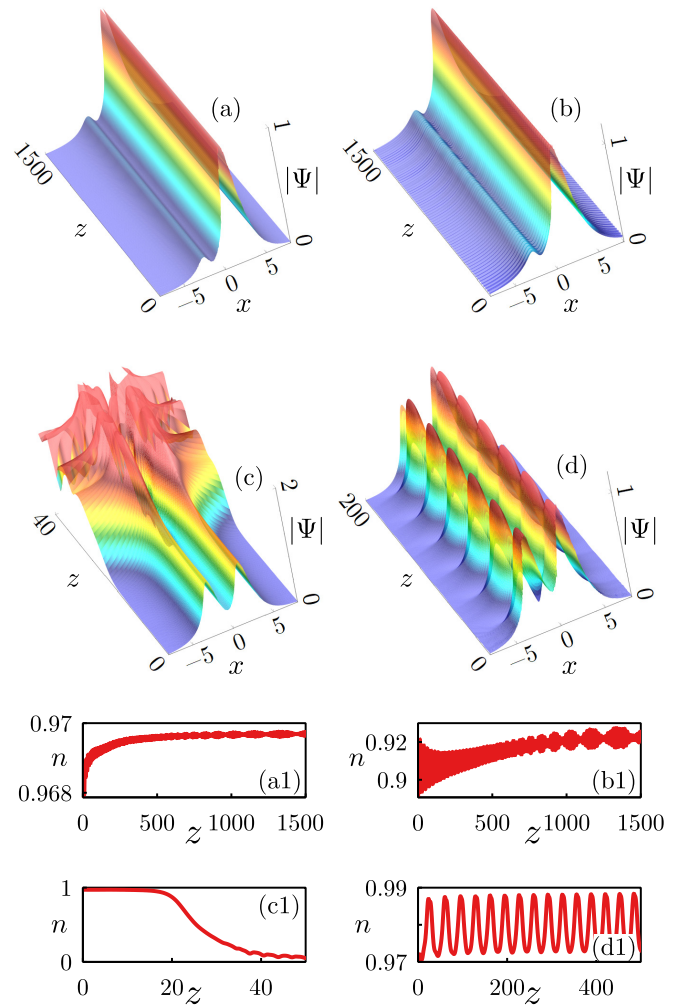 (a) 1 1500 |Ψ| z 0 0 −5 0 5 x
(b) 1 1500 |Ψ| z 0 0 −5 0 5 x
(c) 2 40 |Ψ| z 0 0 −5 0 5 x
(d) 1 200 |Ψ| z 0 0 −5 0 5 x
0.97 n 0.968 (a1) 0 500 1000 1500 z
0.92 n 0.9 (b1) 0 500 1000 1500 z
1 n 0 (c1) 0 20 40 z
0.99 n 0.97 (d1) 0 200 400 z